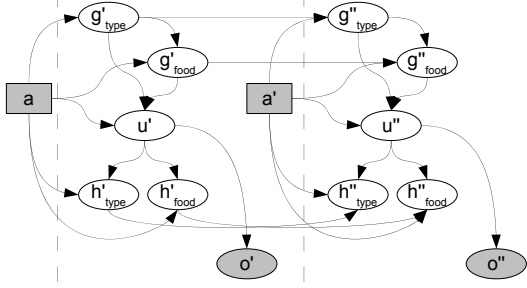 g'type g''type
g'food g''food
a a'
u' u''
h'type h'food h''type h''food
o' o''